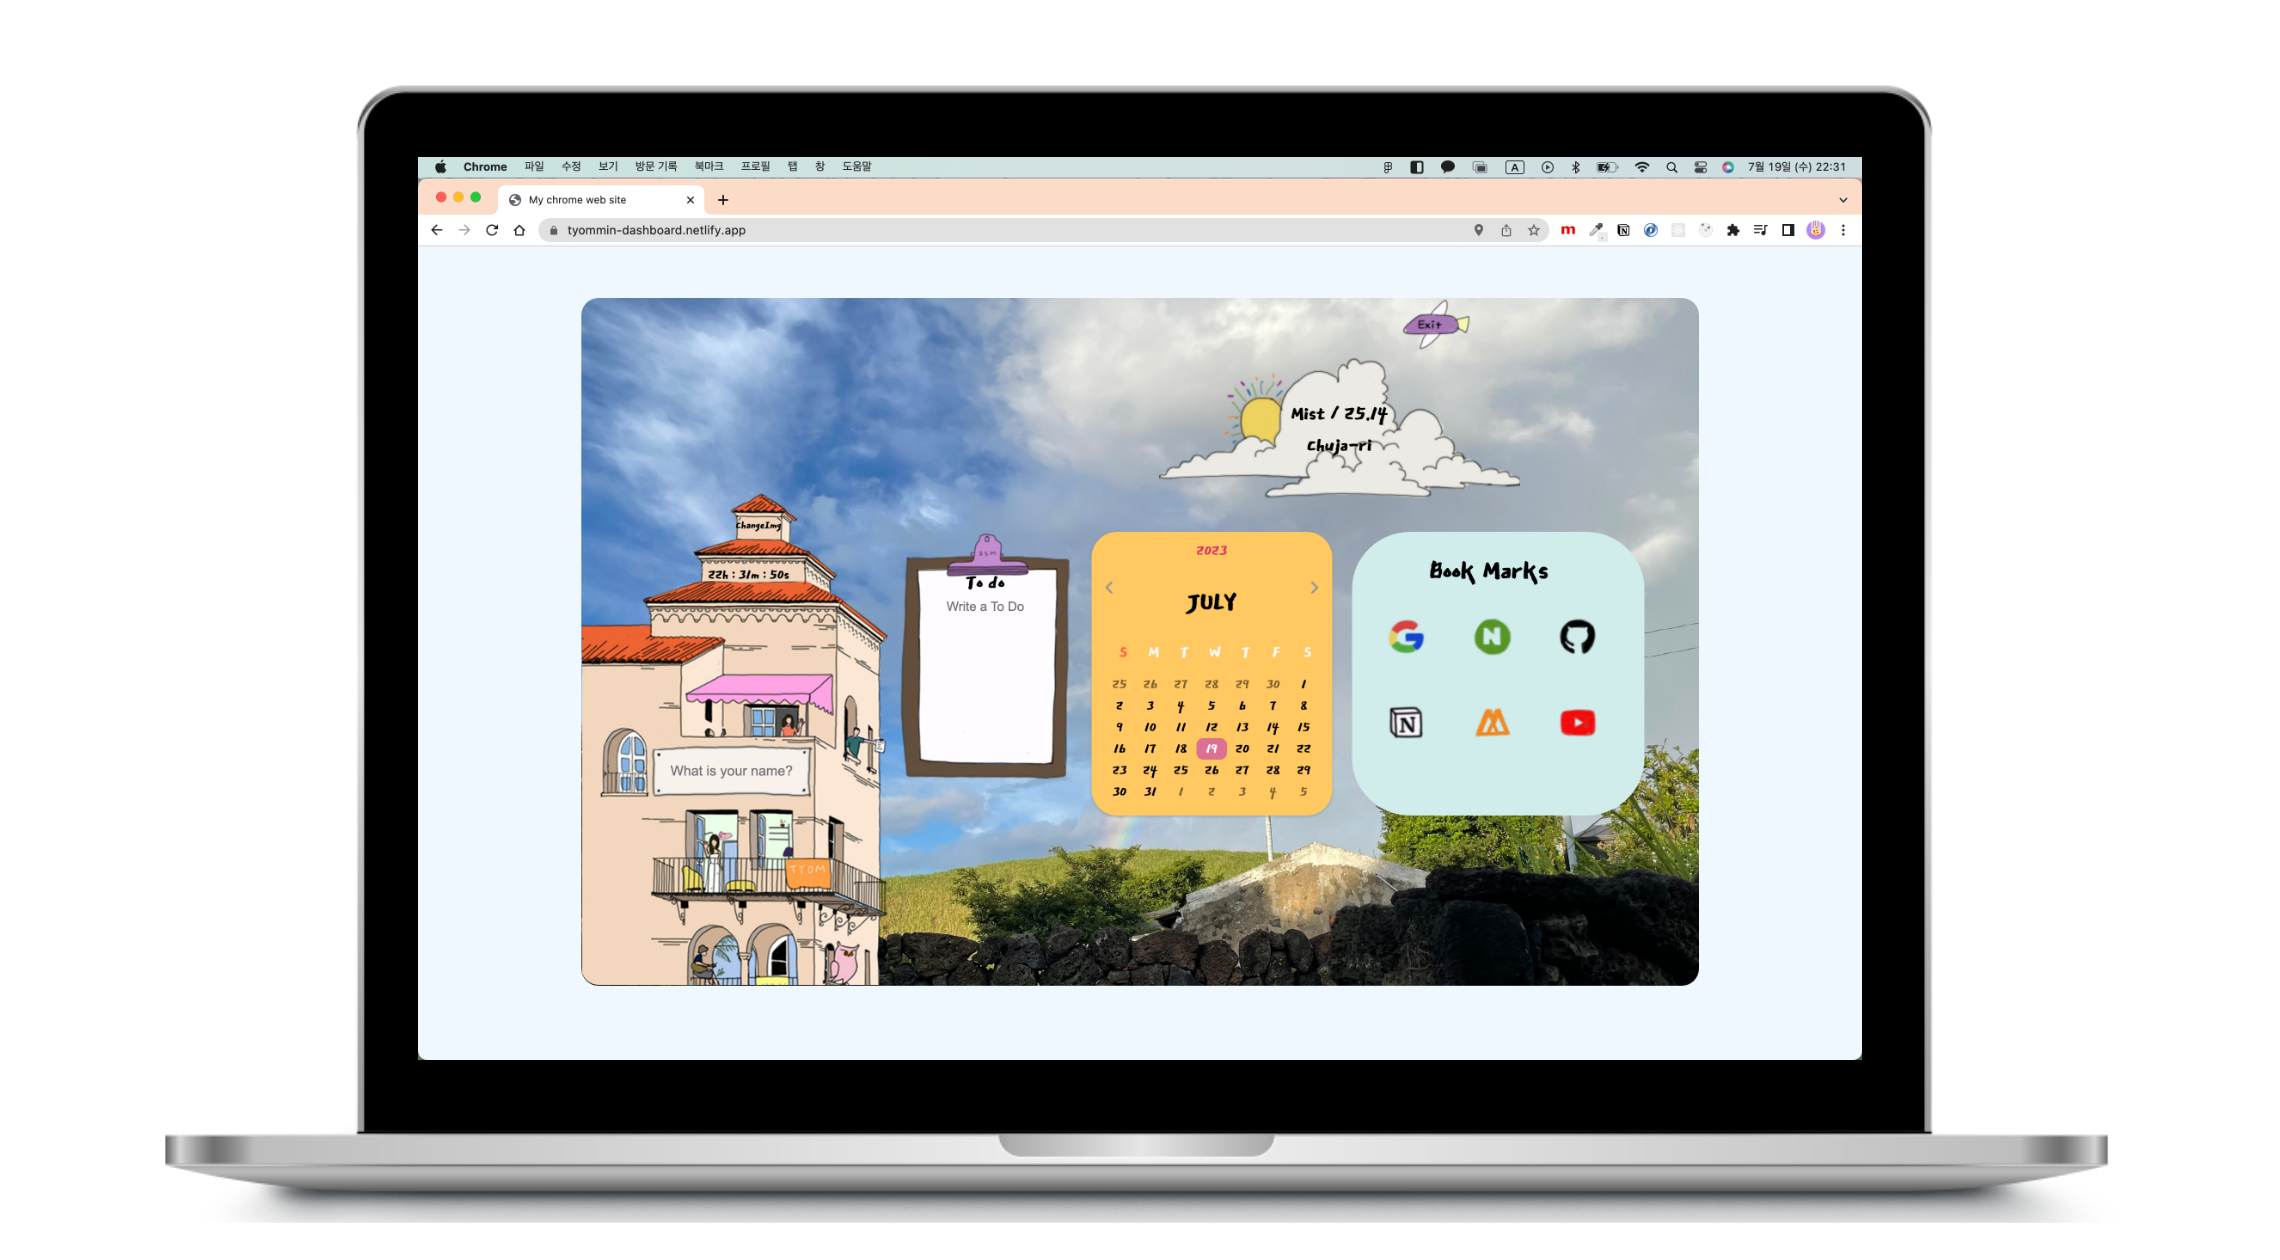 Chrome 파일 수정 보기 방문 기록 북마크 프로필 탭 창 도움말
A 7월 19일 (수) 22:31
My chrome web site
tyommin-dashboard.netlify.app
m
Exit
Mist / 25.14
Chuja-ri
ChangeImg
22h : 31m : 50s
What is your name?
TYOM
To do
Write a To Do
2023
JULY
S M T W T F S
25 26 27 28 29 30 1
2 3 4 5 6 7 8
9 10 11 12 13 14 15
16 17 18 19 20 21 22
23 24 25 26 27 28 29
30 31 1 2 3 4 5
Book Marks
G N
N